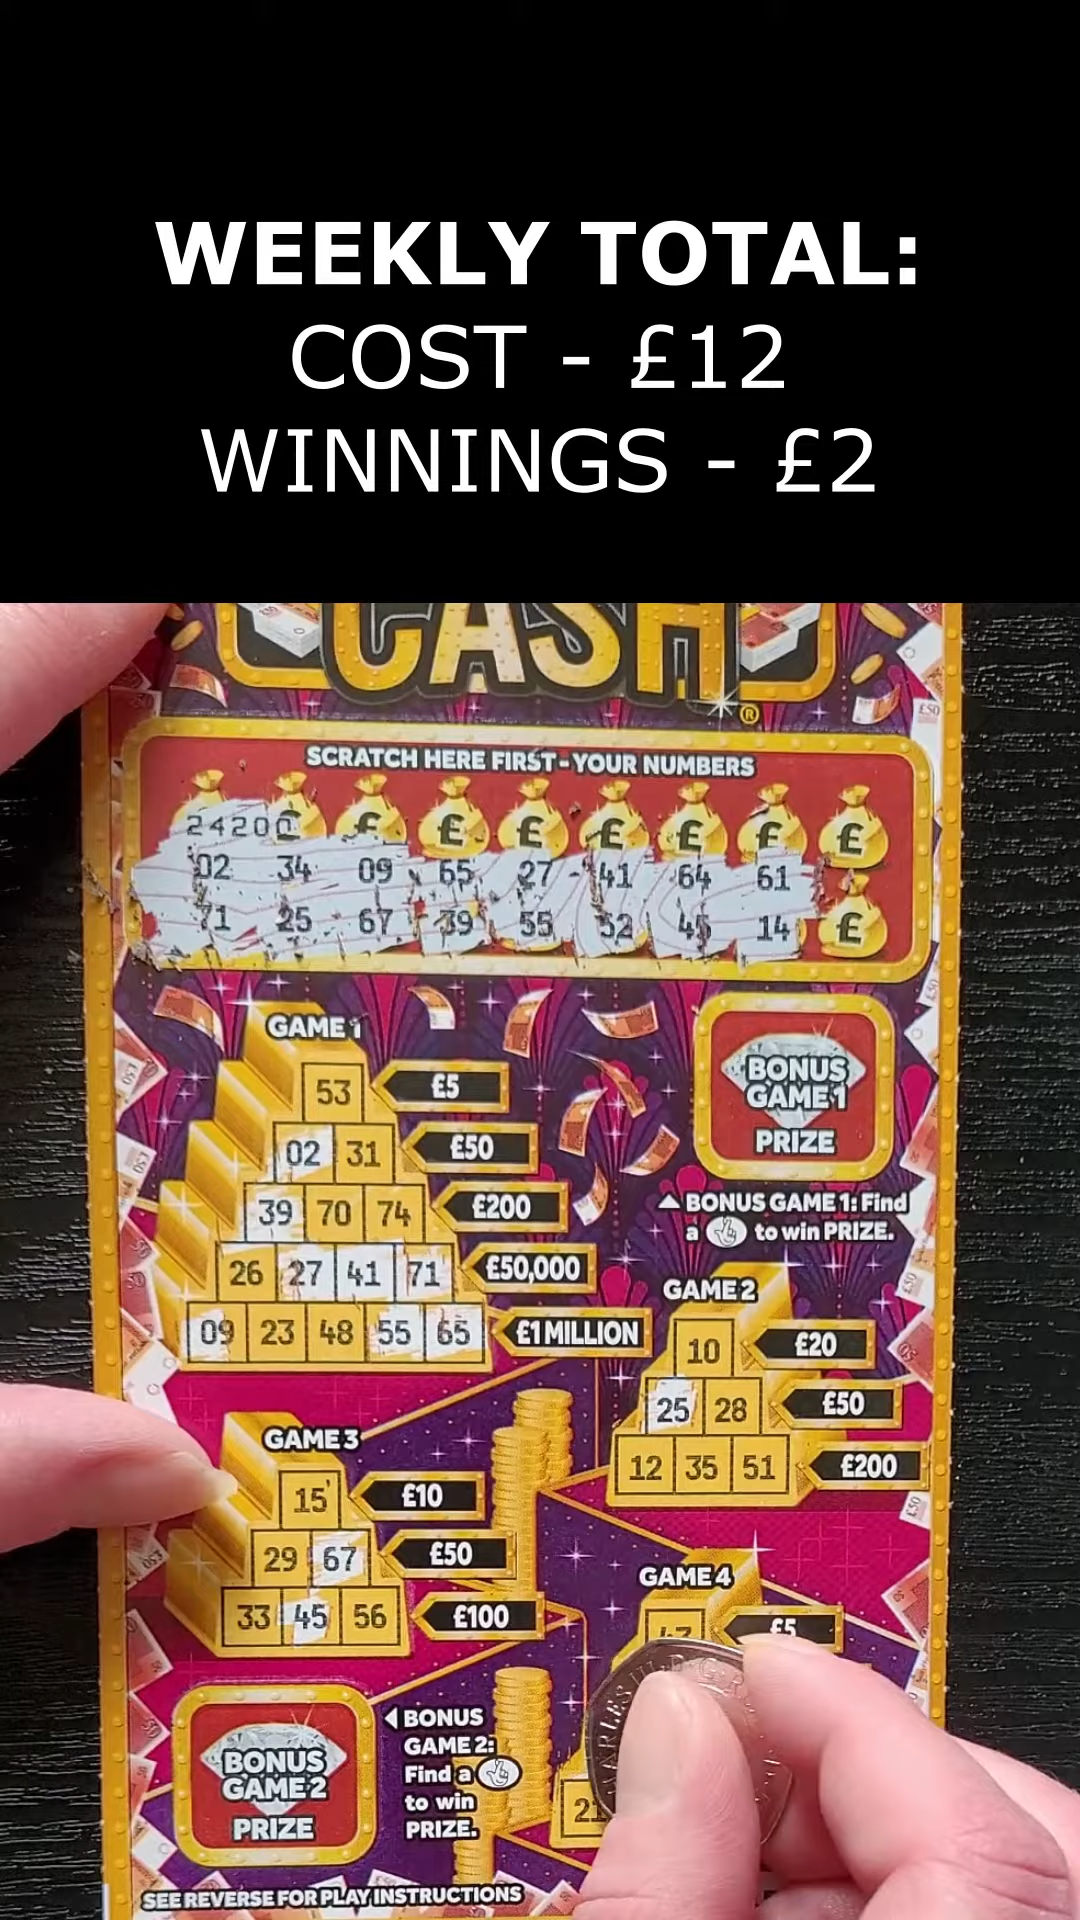 WEEKLY TOTAL:
COST - £12
WINNINGS - £2
CASH
®
SCRATCH HERE FIRST - YOUR NUMBERS
24200
£ £ £ £ £ £ £ £
02 34 09 65 27 41 64 61
71 25 67 39 55 52 45 14 £
GAME 1
53 £5
02 31 £50
39 70 74 £200
26 27 41 71 £50,000
09 23 48 55 65 £1 MILLION
BONUS
GAME 1
PRIZE
▲ BONUS GAME 1: Find
a to win PRIZE.
GAME 2
10 £20
25 28 £50
12 35 51 £200
GAME 3
15 £10
29 67 £50
33 45 56 £100
GAME 4
47 £5
21
BONUS
GAME 2
PRIZE
◀ BONUS
GAME 2:
Find a
to win
PRIZE.
SEE REVERSE FOR PLAY INSTRUCTIONS